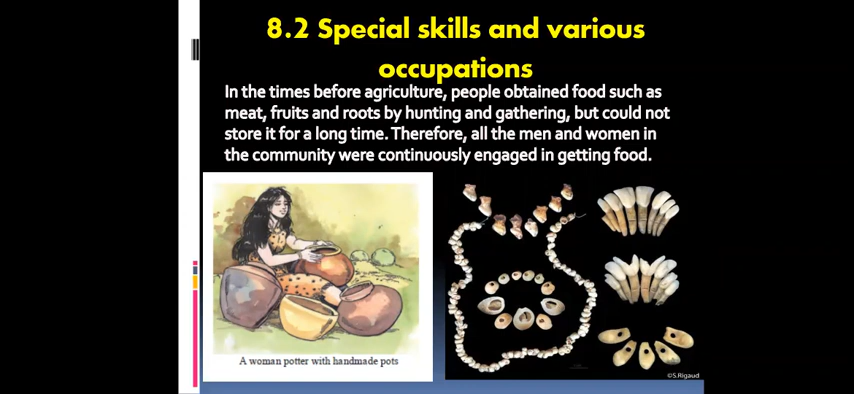 8.2 Special skills and various
occupations
In the times before agriculture, people obtained food such as
meat, fruits and roots by hunting and gathering, but could not
store it for a long time. Therefore, all the men and women in
the community were continuously engaged in getting food.
A woman potter with handmade pots
©S.Rigaud